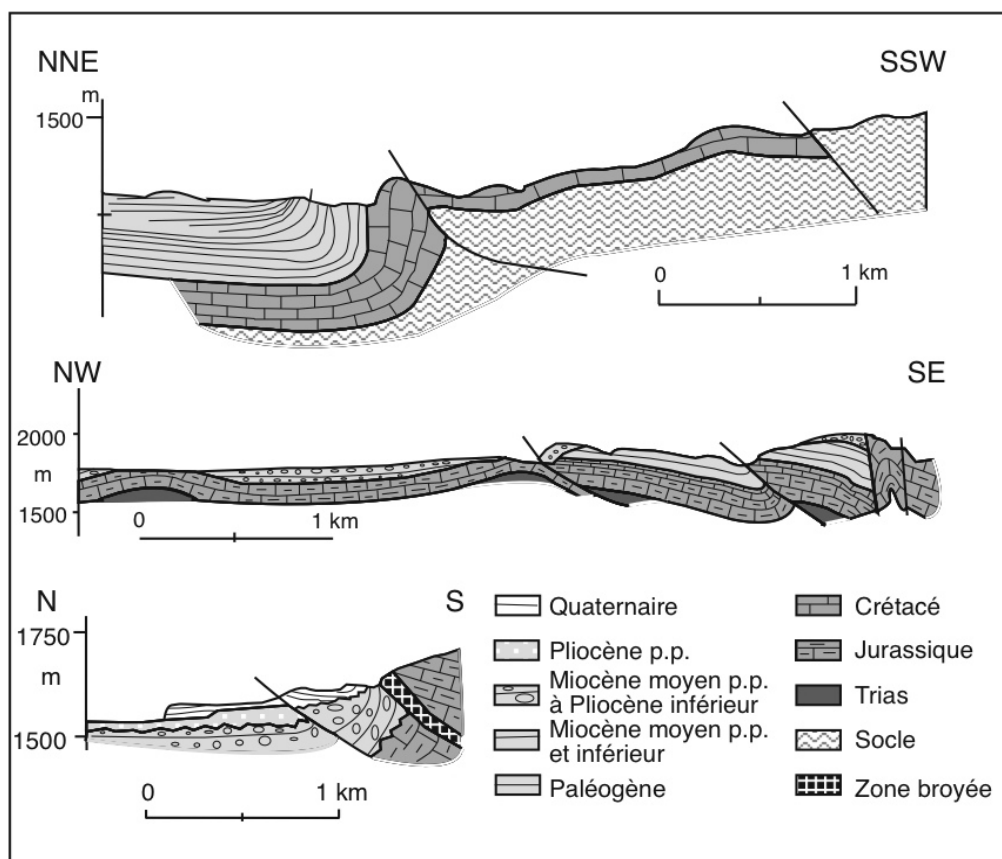 NNE
SSW
m
1500
0
1 km
NW
SE
2000
m
1500
0
1 km
N
S
1750
m
1500
0
1 km
Quaternaire
Pliocène p.p.
Miocène moyen p.p.
à Pliocène inférieur
Miocène moyen p.p.
et inférieur
Paléogène
Crétacé
Jurassique
Trias
Socle
Zone broyée